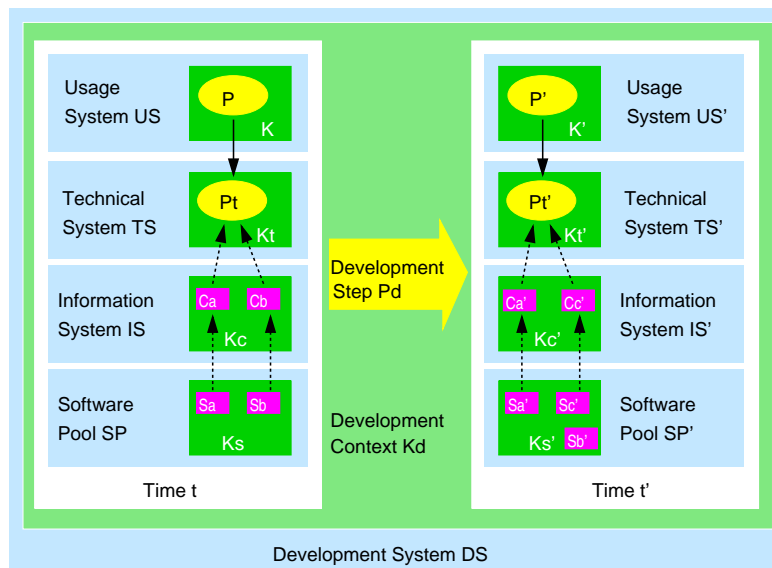 Usage
System US
P
K
Technical
System TS
Pt
Kt
Information
System IS
Ca
Cb
Kc
Software
Pool SP
Sa
Sb
Ks
Time t
Development
Step Pd
Development
Context Kd
P’
K’
Usage
System US’
Pt’
Kt’
Technical
System TS’
Ca’
Cc’
Kc’
Information
System IS’
Sa’
Sc’
Ks’
Sb’
Software
Pool SP’
Time t’
Development System DS